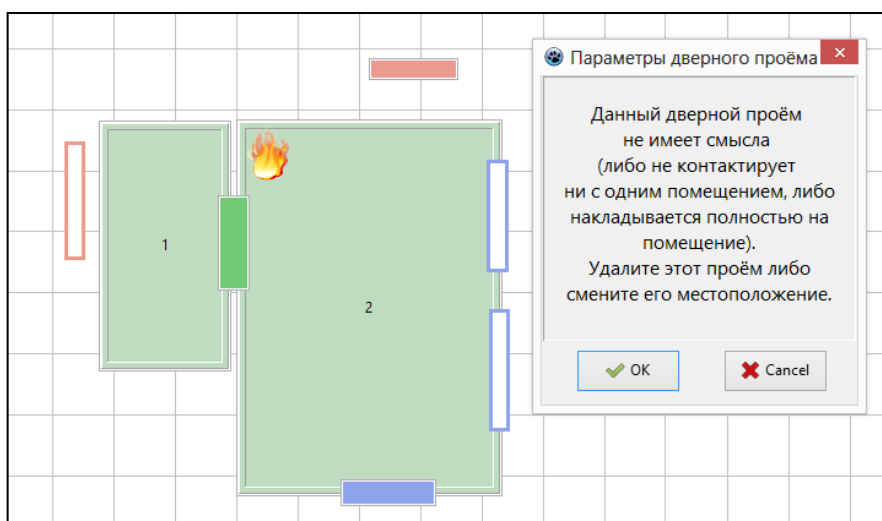 Параметры дверного проёма
Данный дверной проём
не имеет смысла
(либо не контактирует
ни с одним помещением, либо
накладывается полностью на
помещение).
Удалите этот проём либо
смените его местоположение.
OK
Cancel
1
2